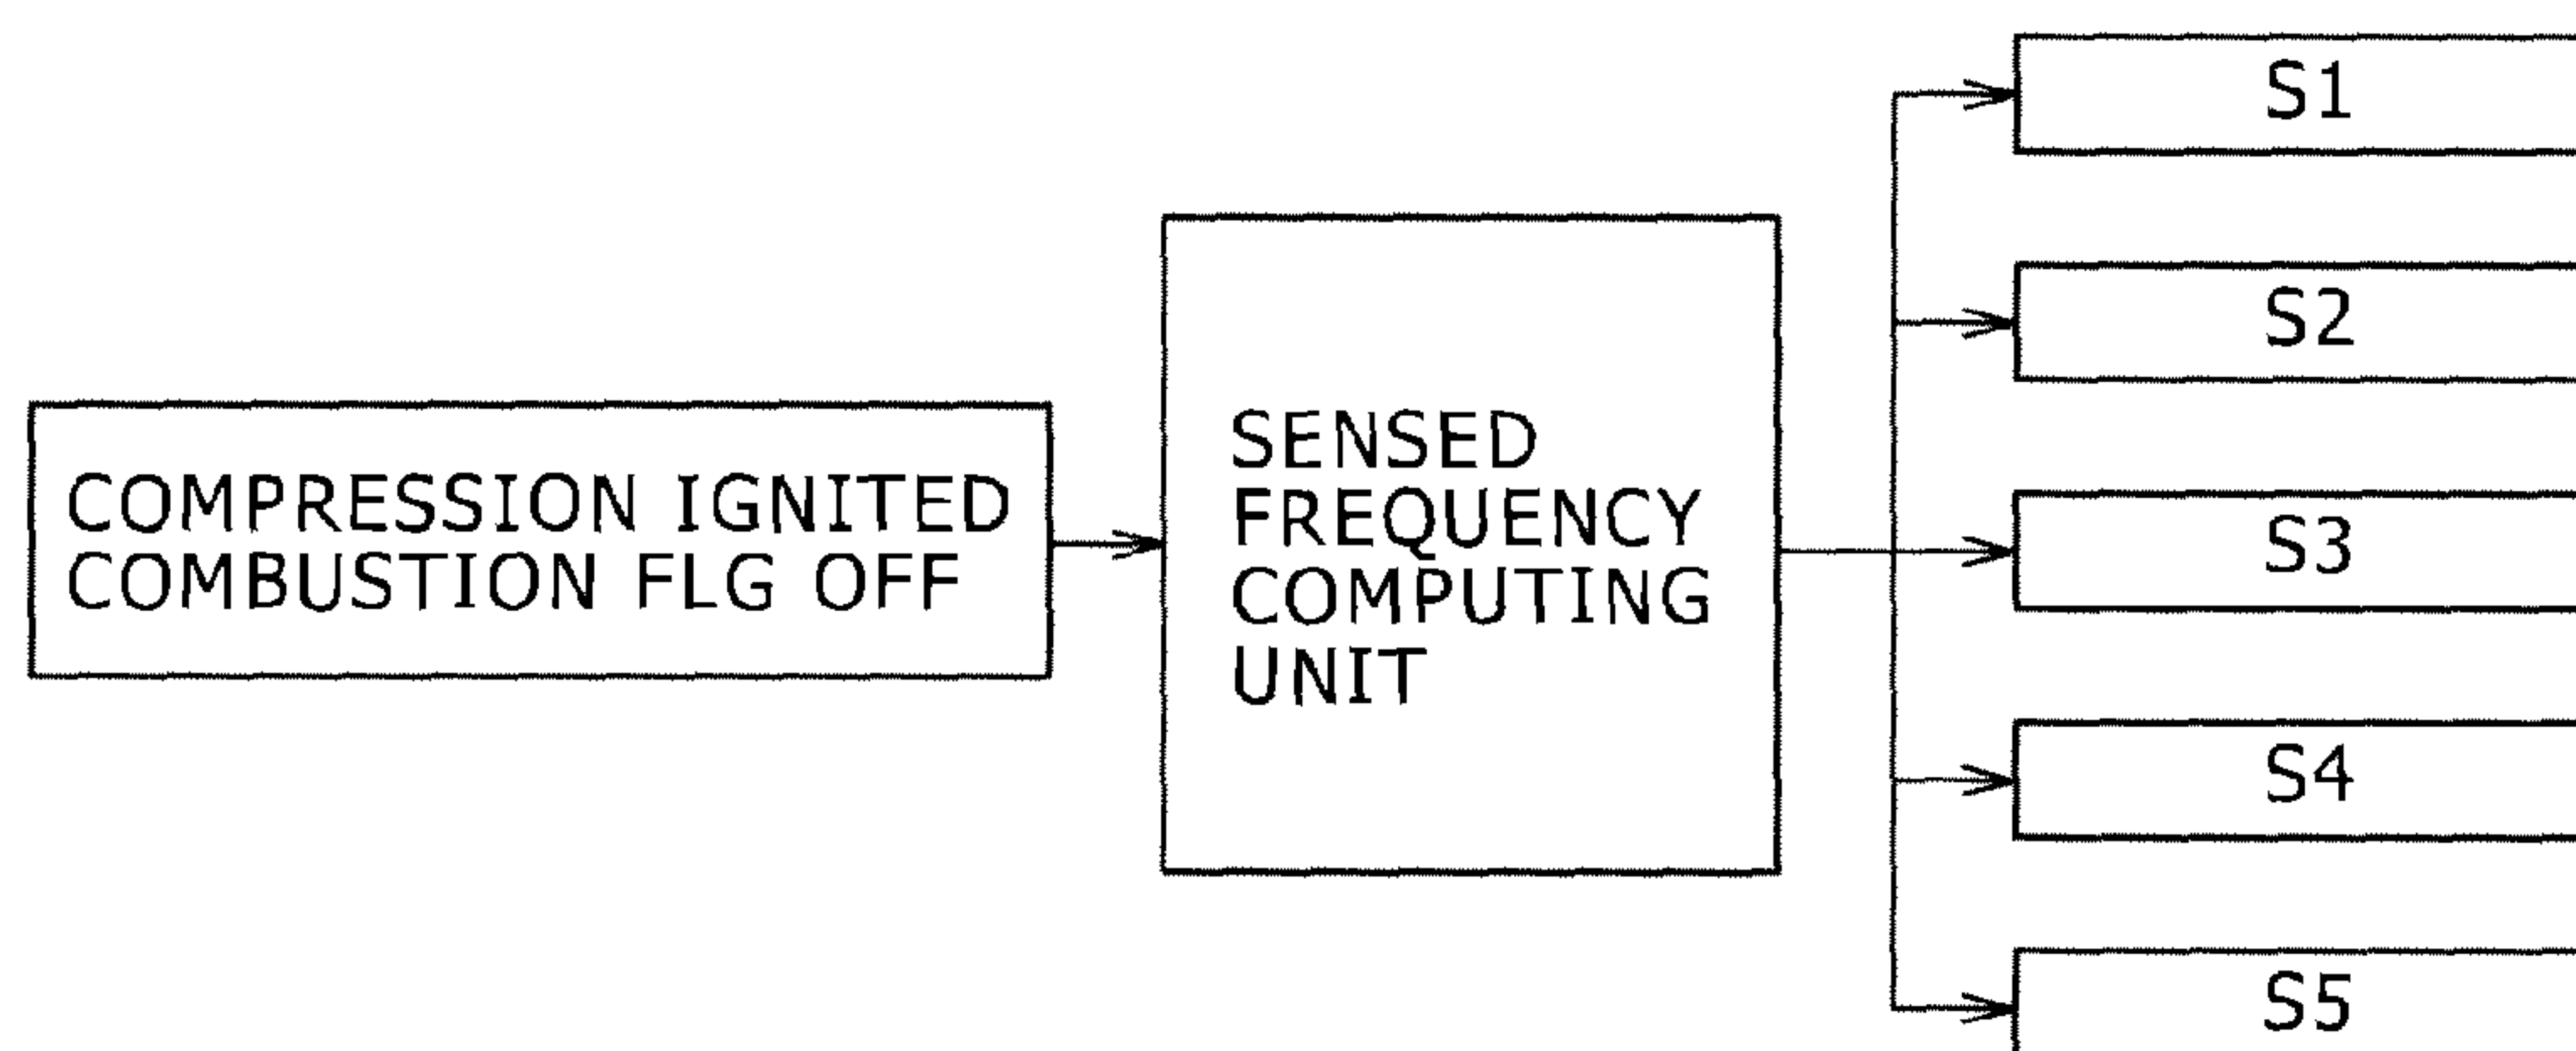 COMPRESSION IGNITED
COMBUSTION FLG OFF
SENSED
FREQUENCY
COMPUTING
UNIT
S1
S2
S3
S4
S5